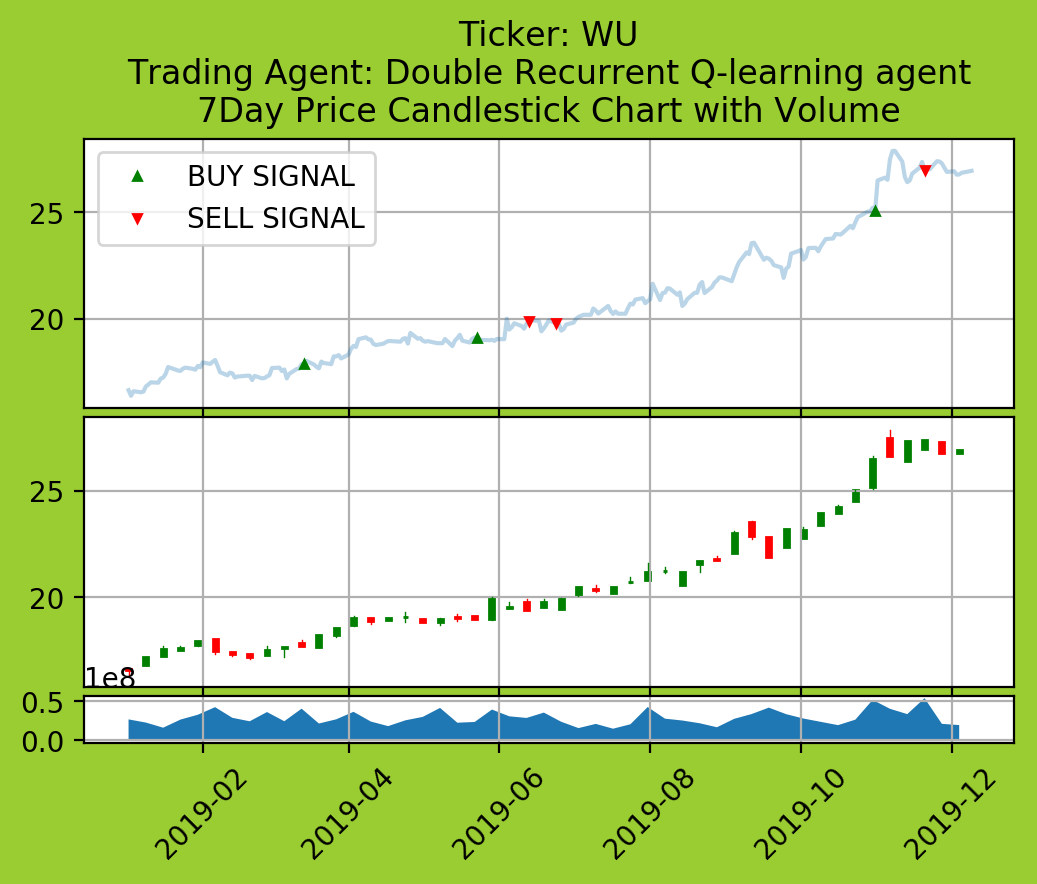 Ticker: WU
Trading Agent: Double Recurrent Q-learning agent
7Day Price Candlestick Chart with Volume
BUY SIGNAL
SELL SIGNAL
25
20
25
20
1e8
0.5
0.0
2019-02
2019-04
2019-06
2019-08
2019-10
2019-12